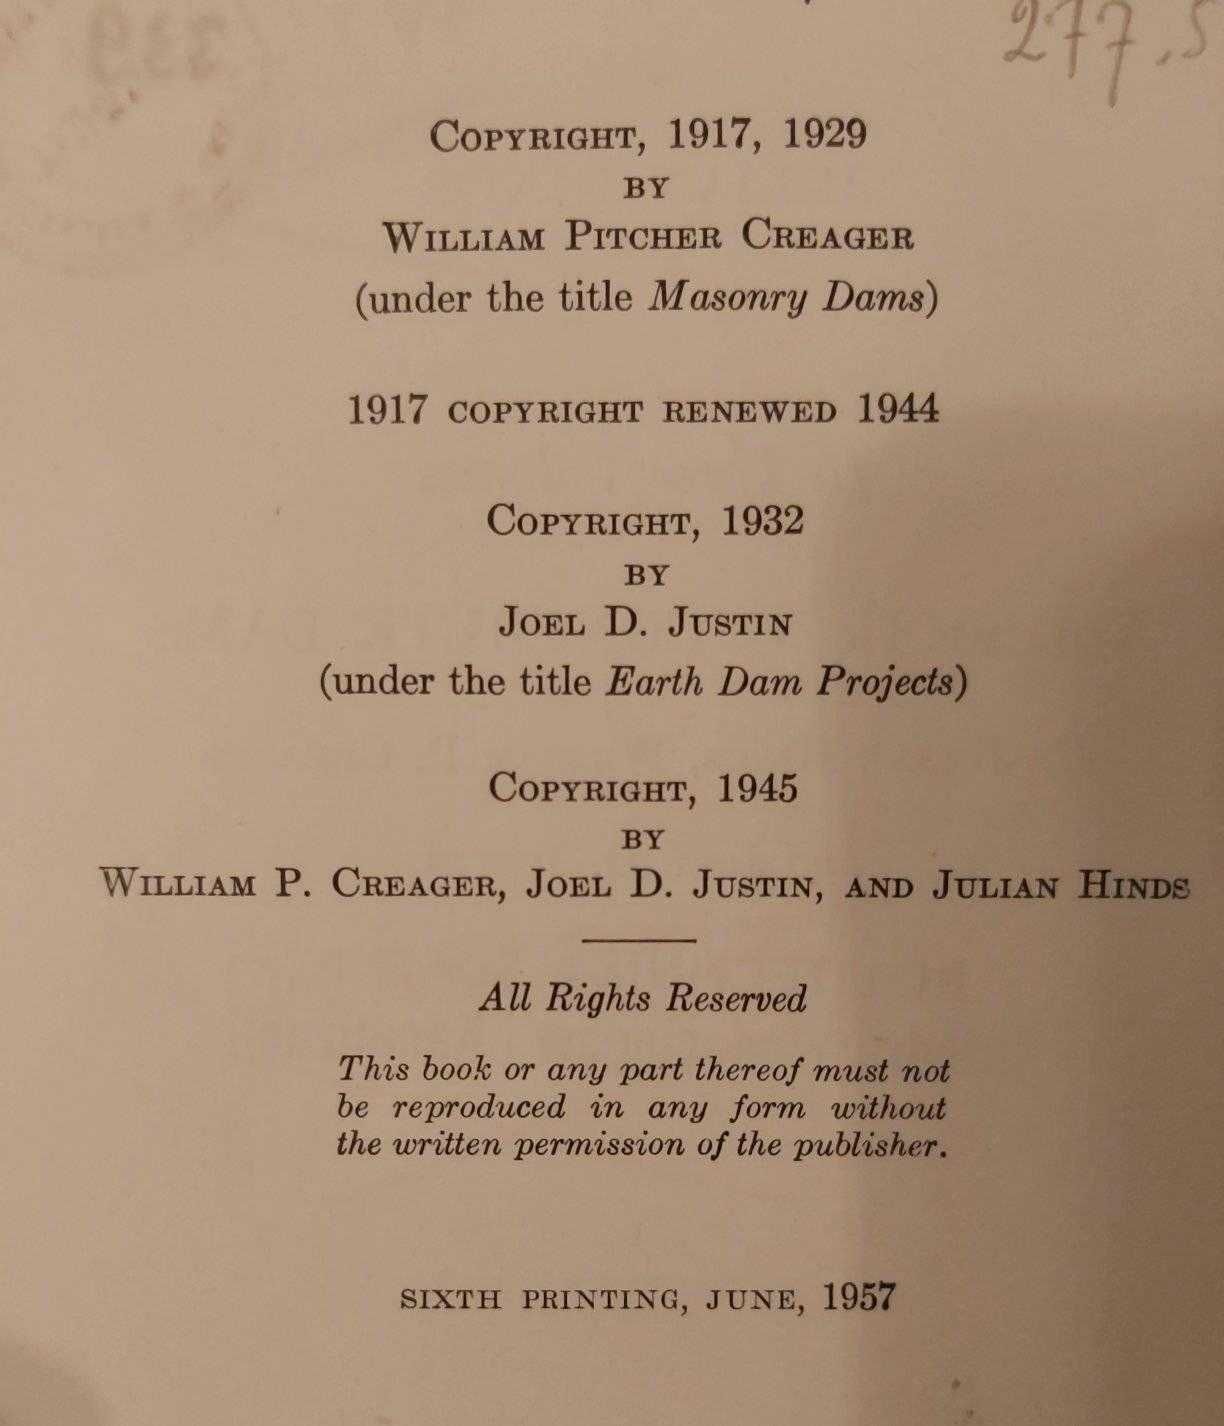 277.5
COPYRIGHT, 1917, 1929
BY
WILLIAM PITCHER CREAGER
(under the title Masonry Dams)
1917 COPYRIGHT RENEWED 1944
COPYRIGHT, 1932
BY
JOEL D. JUSTIN
(under the title Earth Dam Projects)
COPYRIGHT, 1945
BY
WILLIAM P. CREAGER, JOEL D. JUSTIN, AND JULIAN HINDS
All Rights Reserved
This book or any part thereof must not
be reproduced in any form without
the written permission of the publisher.
SIXTH PRINTING, JUNE, 1957